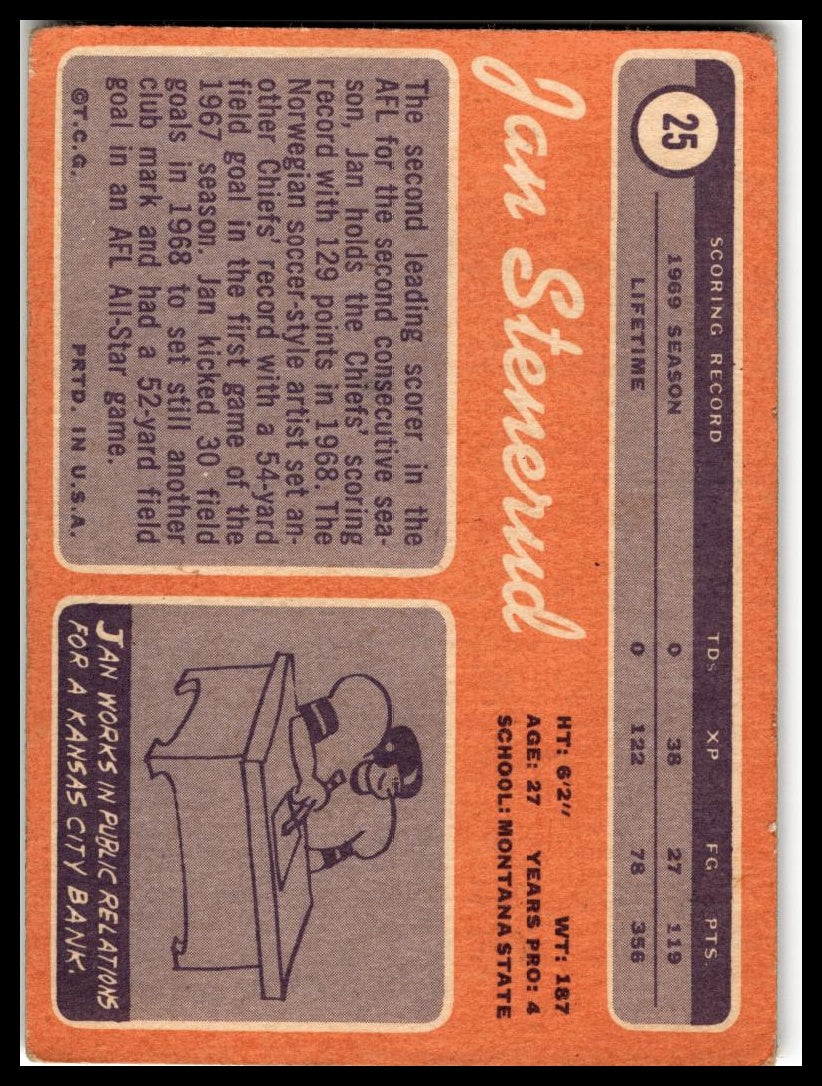 25
SCORING RECORD TDs XP FG PTS.
1969 SEASON 0 38 27 119
LIFETIME 0 122 78 356
Jan Stenerud
HT: 6'2" WT: 187
AGE: 27 YEARS PRO: 4
SCHOOL: MONTANA STATE
The second leading scorer in the
AFL for the second consecutive sea-
son, Jan holds the Chiefs' scoring
record with 129 points in 1968. The
Norwegian soccer-style artist set an-
other Chiefs' record with a 54-yard
field goal in the first game of the
1967 season. Jan kicked 30 field
goals in 1968 to set still another
club mark and had a 52-yard field
goal in an AFL All-Star game.
©T.C.G. PRTD. IN U.S.A.
JAN WORKS IN PUBLIC RELATIONS
FOR A KANSAS CITY BANK.